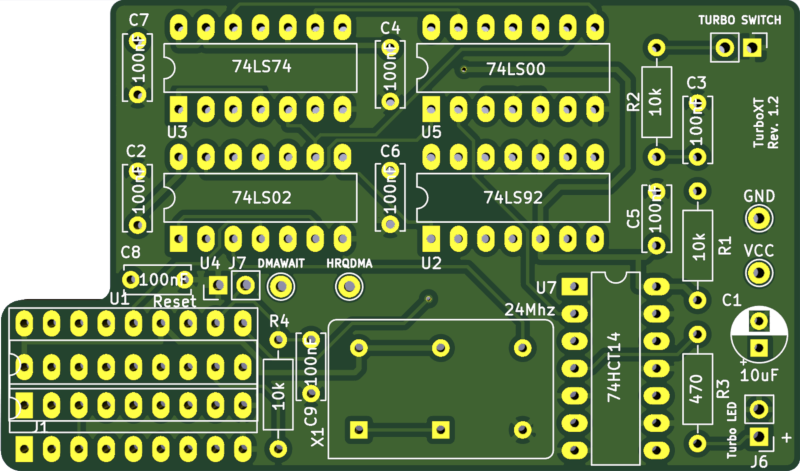 C7
100nF
74LS74
U3
C4
100nF
74LS00
U5
TURBO SWITCH
R2
10k
C3
100nF
TurboXT
Rev. 1.2
C2
100nF
74LS02
C6
100nF
74LS92
U2
C5
100nF
10k
R1
GND
VCC
C8
100nF
U4
J7
DMAWAIT
HRQDMA
U1
Reset
J1
R4
10k
100nF
C9
X1
24Mhz
U7
74HCT14
C1
+
10uF
470
R3
Turbo LED
+
J6